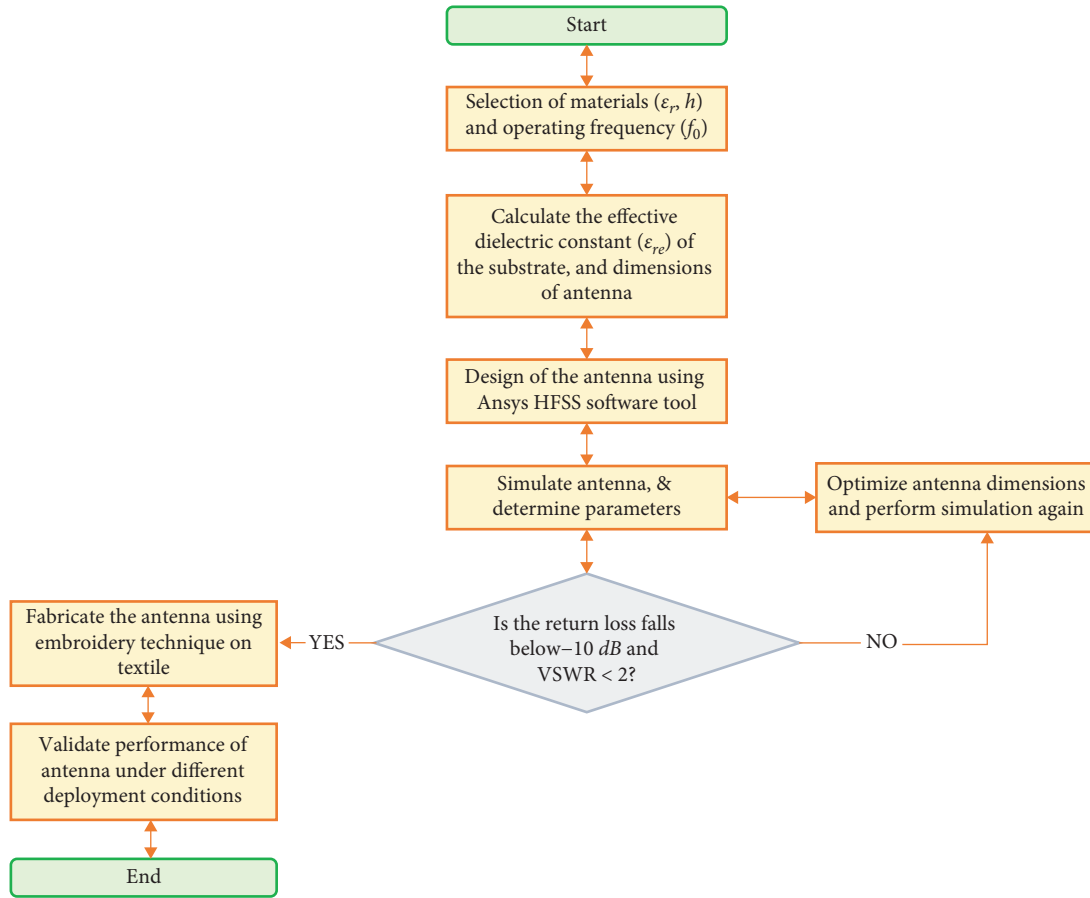 Start
Selection of materials (εr, h)
and operating frequency (f0)
Calculate the effective
dielectric constant (εre) of
the substrate, and dimensions
of antenna
Design of the antenna using
Ansys HFSS software tool
Simulate antenna, &
determine parameters
Optimize antenna dimensions
and perform simulation again
Is the return loss falls
below–10 dB and
VSWR < 2?
NO
YES
Fabricate the antenna using
embroidery technique on
textile
Validate performance of
antenna under different
deployment conditions
End